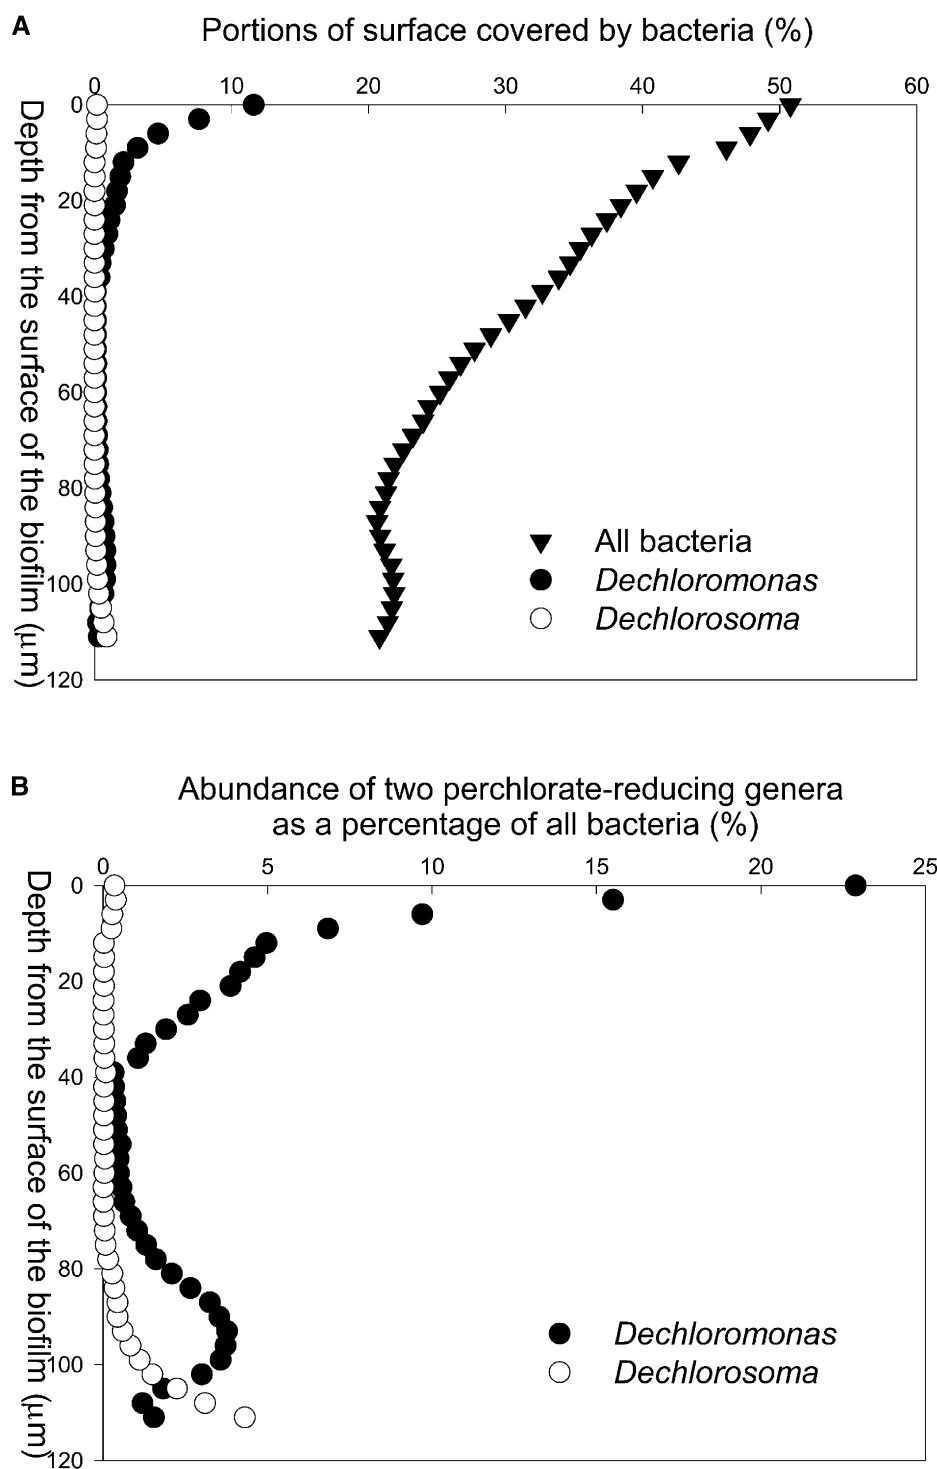 A
Portions of surface covered by bacteria (%)
0 10 20 30 40 50 60
Depth from the surface of the biofilm (μm)
0
20
40
60
80
100
120
All bacteria
Dechloromonas
Dechlorosoma
B
Abundance of two perchlorate-reducing genera
as a percentage of all bacteria (%)
0 5 10 15 20 25
Depth from the surface of the biofilm (μm)
0
20
40
60
80
100
120
Dechloromonas
Dechlorosoma